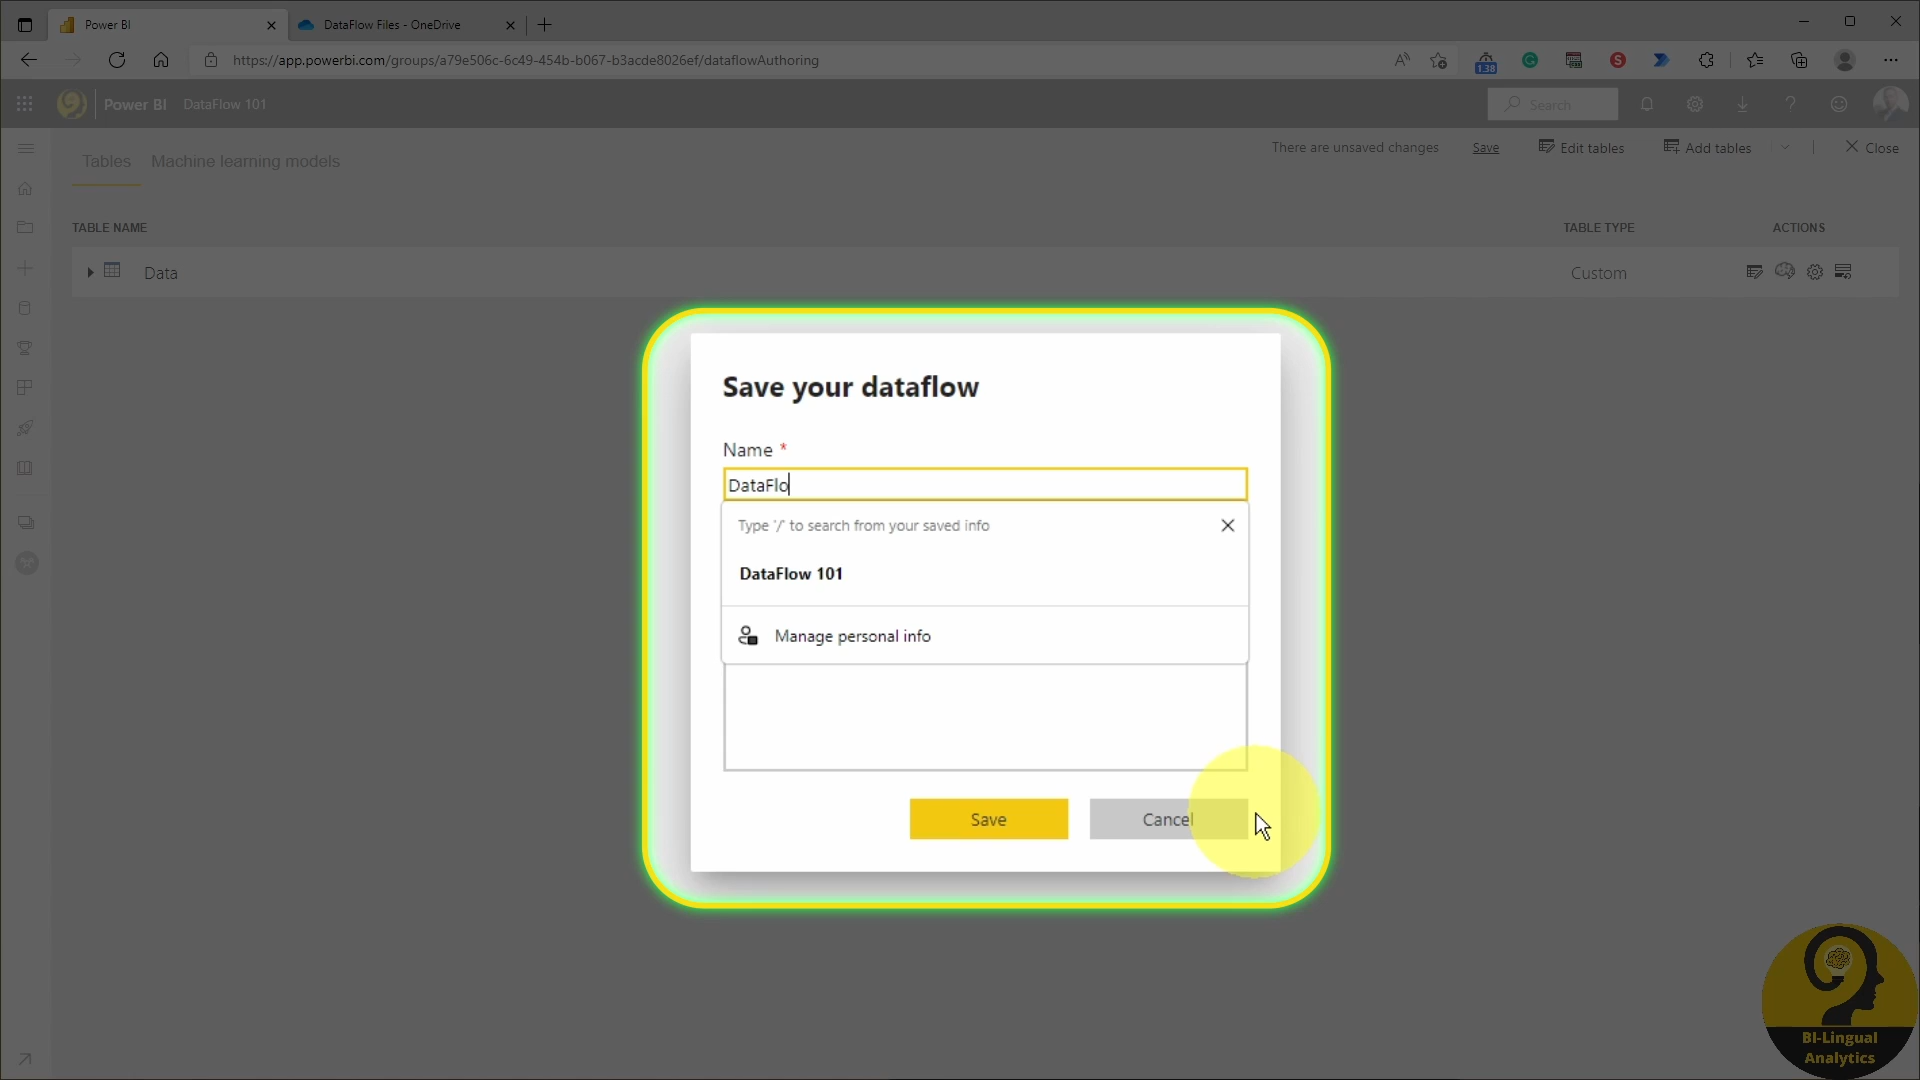 Power BI
DataFlow Files - OneDrive
https://app.powerbi.com/groups/a79e506c-6c49-454b-b067-b3acde8026ef/dataflowAuthoring
1.38
Power BI DataFlow 101
Search
Tables Machine learning models
There are unsaved changes Save Edit tables Add tables Close
TABLE NAME TABLE TYPE ACTIONS
Data Custom
Save your dataflow
Name *
DataFlo
Type '/' to search from your saved info
DataFlow 101
Manage personal info
Save Cancel
BI-Lingual
Analytics